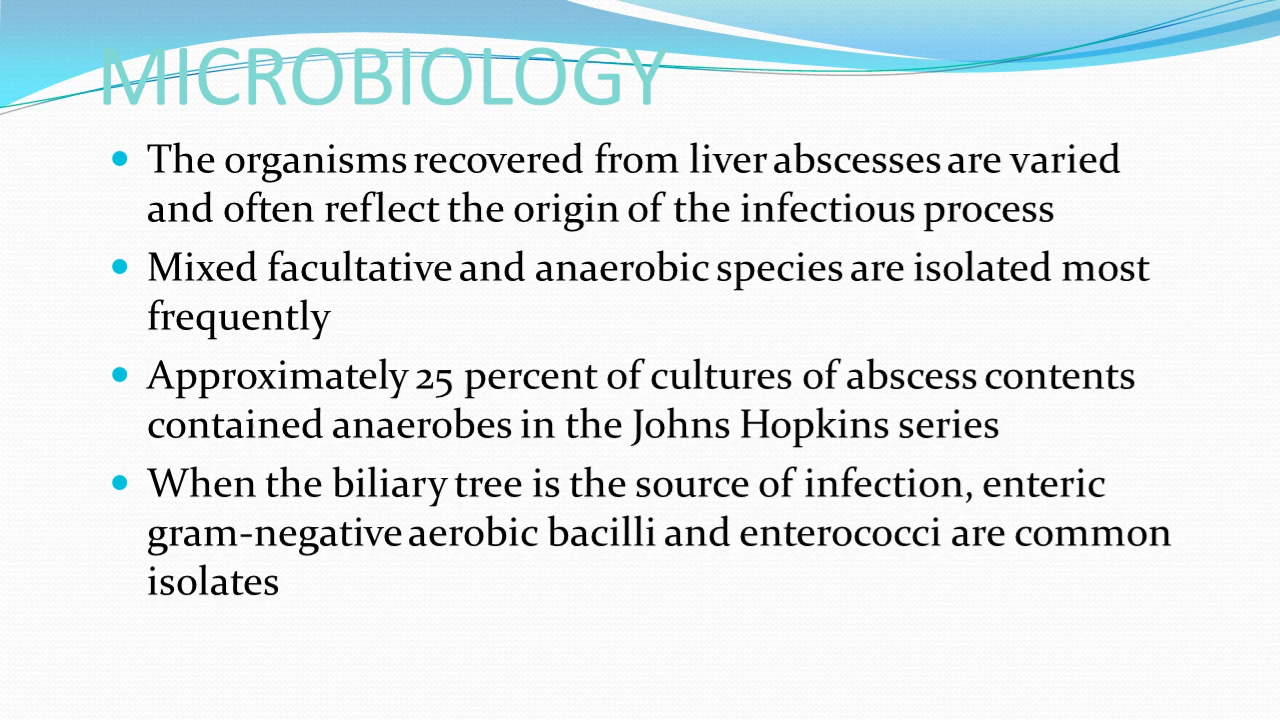 MICROBIOLOGY
• The organisms recovered from liver abscesses are varied
and often reflect the origin of the infectious process
• Mixed facultative and anaerobic species are isolated most
frequently
• Approximately 25 percent of cultures of abscess contents
contained anaerobes in the Johns Hopkins series
• When the biliary tree is the source of infection, enteric
gram-negative aerobic bacilli and enterococci are common
isolates